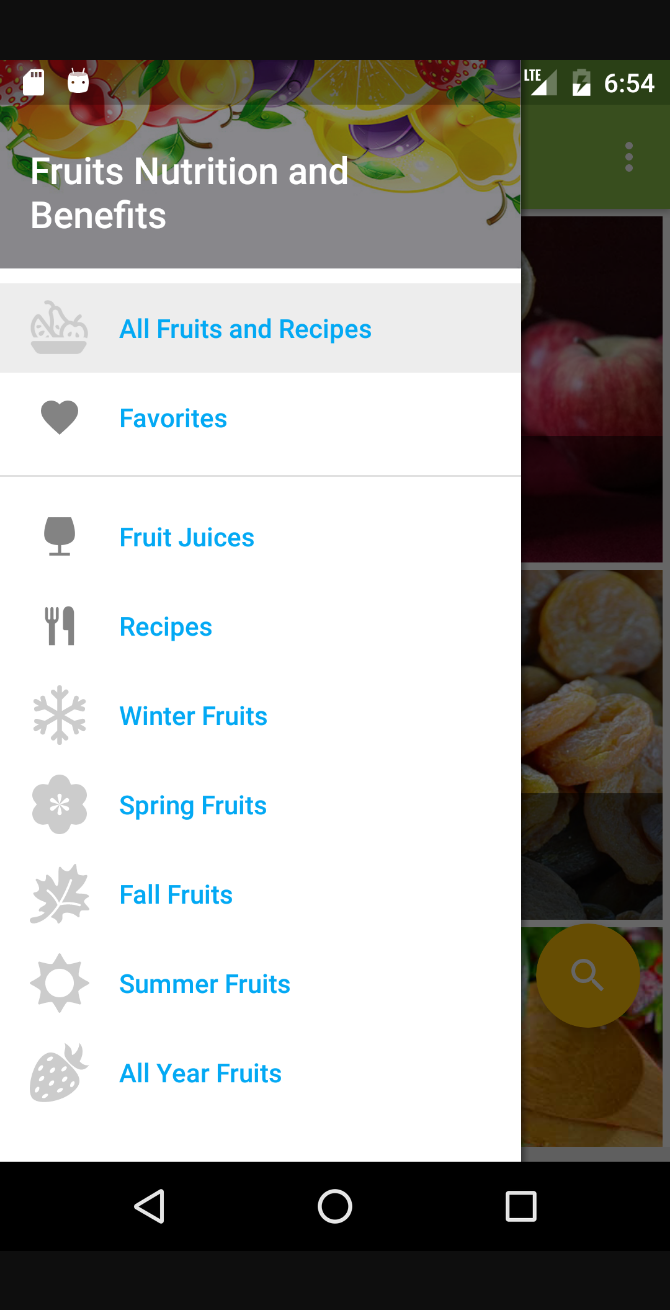 LTE 6:54
Fruits Nutrition and
Benefits
All Fruits and Recipes
Favorites
Fruit Juices
Recipes
Winter Fruits
Spring Fruits
Fall Fruits
Summer Fruits
All Year Fruits